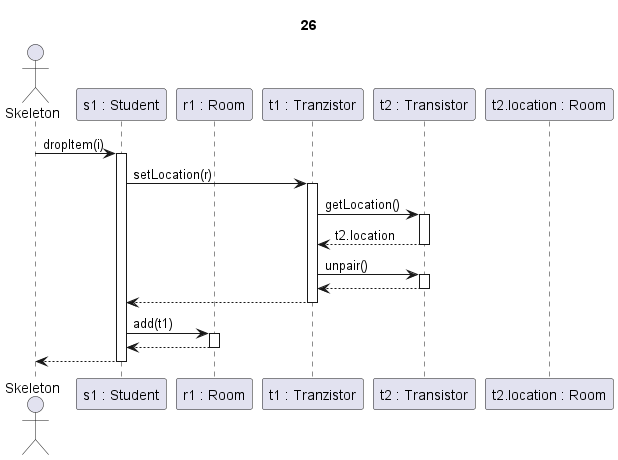 26
Skeleton
s1 : Student
r1 : Room
t1 : Tranzistor
t2 : Transistor
t2.location : Room
dropItem(i)
setLocation(r)
getLocation()
t2.location
unpair()
add(t1)
Skeleton
s1 : Student
r1 : Room
t1 : Tranzistor
t2 : Transistor
t2.location : Room